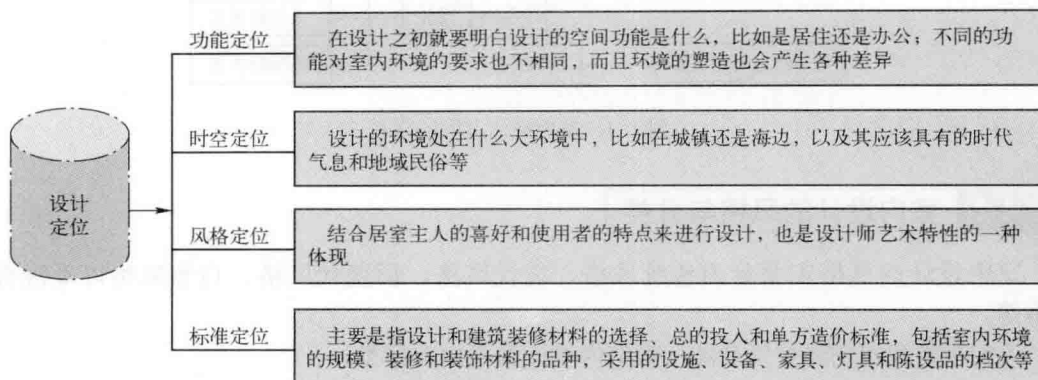 功能定位
在设计之初就要明白设计的空间功能是什么，比如是居住还是办公；不同的功
能对室内环境的要求也不相同，而且环境的塑造也会产生各种差异
时空定位
设计的环境处在什么大环境中，比如在城镇还是海边，以及其应该具有的时代
气息和地域民俗等
设计
定位
风格定位
结合居室主人的喜好和使用者的特点来进行设计，也是设计师艺术特性的一种
体现
标准定位
主要是指设计和建筑装修材料的选择、总的投入和单方造价标准，包括室内环境
的规模、装修和装饰材料的品种，采用的设施、设备、家具、灯具和陈设品的档次等